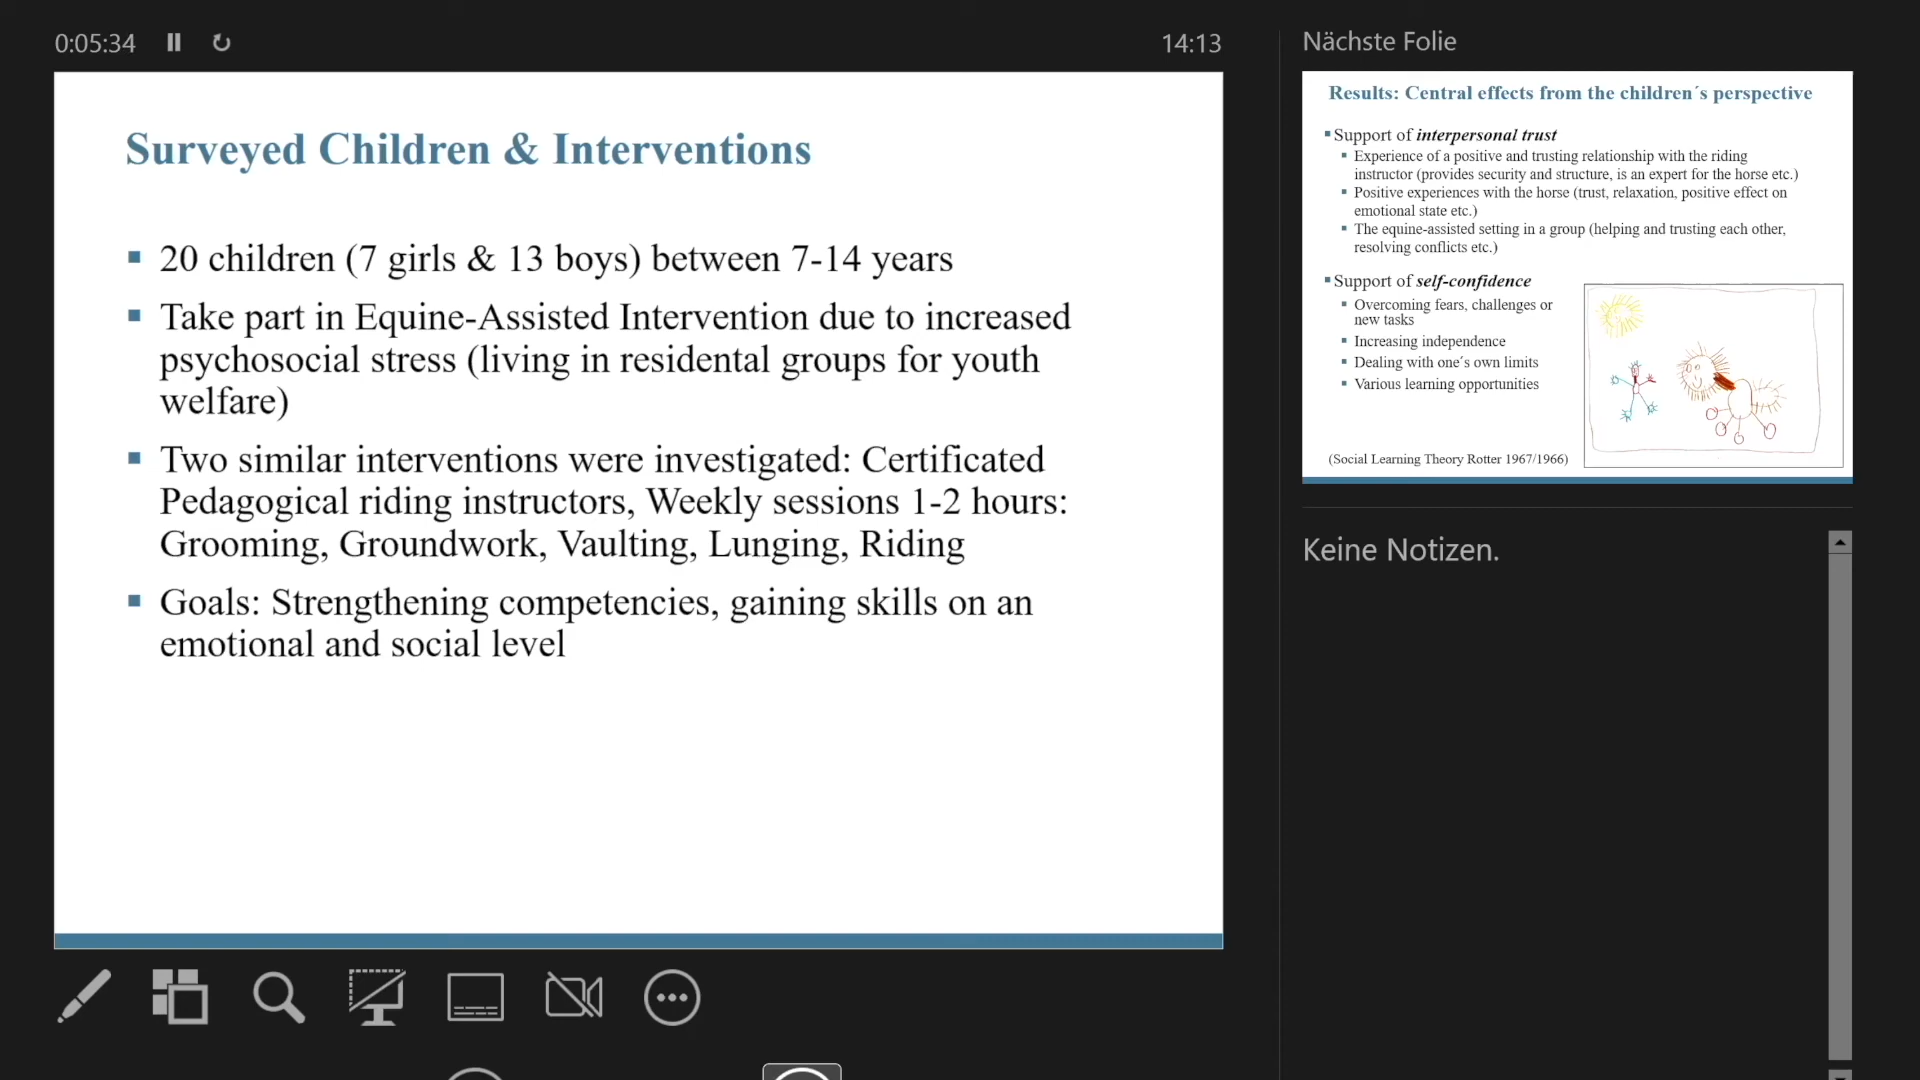 0:05:34
14:13
Surveyed Children & Interventions
20 children (7 girls & 13 boys) between 7-14 years
Take part in Equine-Assisted Intervention due to increased
psychosocial stress (living in residental groups for youth
welfare)
Two similar interventions were investigated: Certificated
Pedagogical riding instructors, Weekly sessions 1-2 hours:
Grooming, Groundwork, Vaulting, Lunging, Riding
Goals: Strengthening competencies, gaining skills on an
emotional and social level
Nächste Folie
Results: Central effects from the children´s perspective
Support of interpersonal trust
Experience of a positive and trusting relationship with the riding
instructor (provides security and structure, is an expert for the horse etc.)
Positive experiences with the horse (trust, relaxation, positive effect on
emotional state etc.)
The equine-assisted setting in a group (helping and trusting each other,
resolving conflicts etc.)
Support of self-confidence
Overcoming fears, challenges or
new tasks
Increasing independence
Dealing with one´s own limits
Various learning opportunities
(Social Learning Theory Rotter 1967/1966)
Keine Notizen.